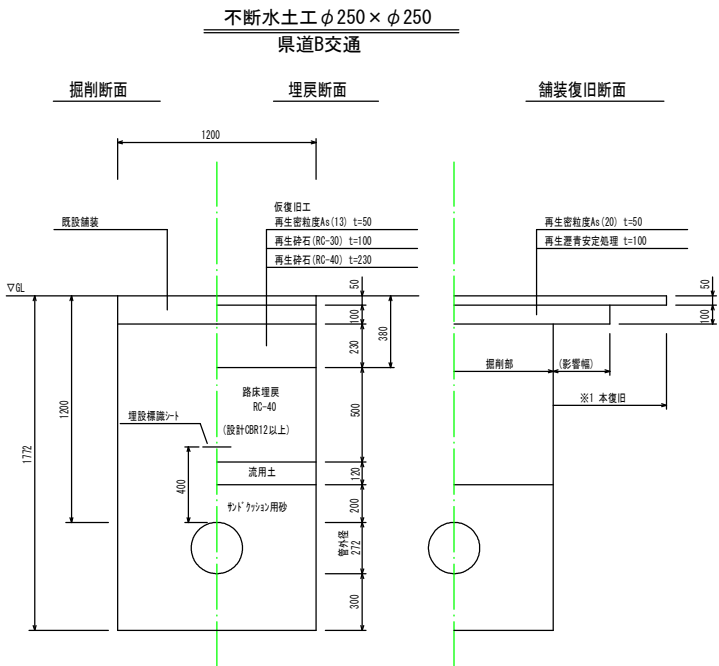 不断水土工φ250×φ250
県道B交通
掘削断面
埋戻断面
舗装復旧断面
1200
仮復旧工
既設舗装
再生密粒度As(13) t=50
再生砕石(RC-30) t=100
再生砕石(RC-40) t=230
再生密粒度As(20) t=50
再生瀝青安定処理 t=100
▽GL
50
100
230
380
50
100
掘削部
(影響幅)
※1 本復旧
1772
1200
路床埋戻
RC-40
(設計CBR12以上)
埋設標識シート
400
500
流用土
120
サンドクッション用砂
200
管外径
272
300